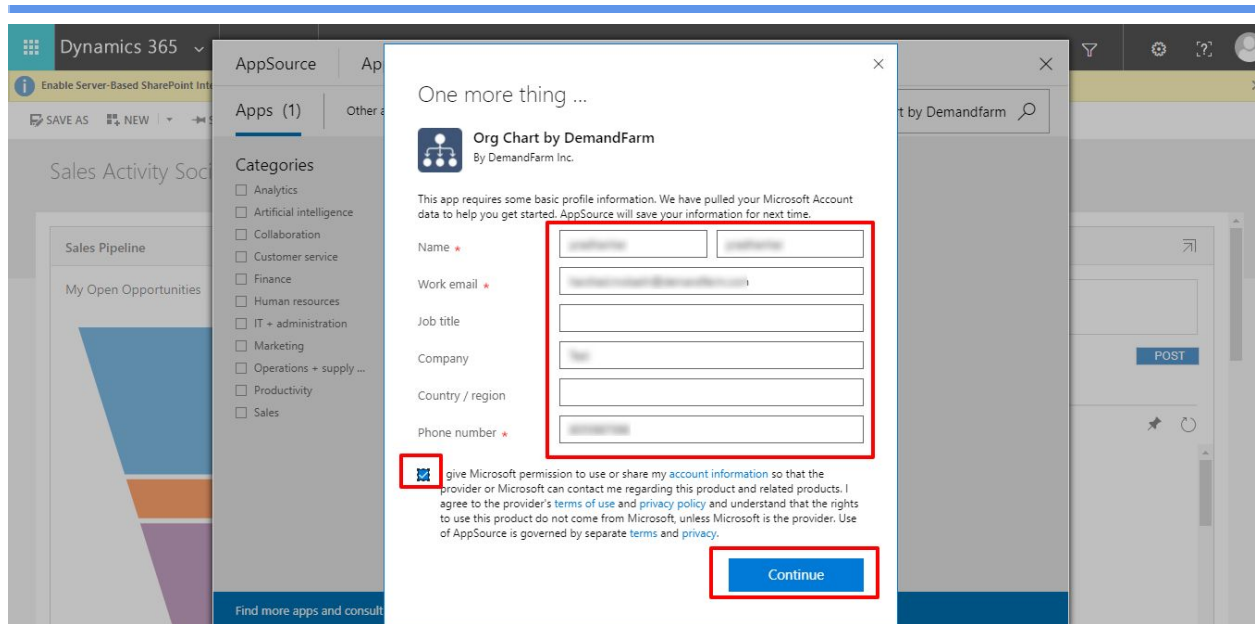 Dynamics 365
Enable Server-Based SharePoint Inte
SAVE AS
NEW
Sales Activity Soci
Sales Pipeline
My Open Opportunities
AppSource
Ap
Apps (1)
Other a
t by Demandfarm
Categories
Analytics
Artificial intelligence
Collaboration
Customer service
Finance
Human resources
IT + administration
Marketing
Operations + supply ...
Productivity
Sales
Find more apps and consult
One more thing ...
Org Chart by DemandFarm
By DemandFarm Inc.
This app requires some basic profile information. We have pulled your Microsoft Account
data to help you get started. AppSource will save your information for next time.
Name *
Work email *
Job title
Company
Country / region
Phone number *
give Microsoft permission to use or share my account information so that the
provider or Microsoft can contact me regarding this product and related products. I
agree to the provider's terms of use and privacy policy and understand that the rights
to use this product do not come from Microsoft, unless Microsoft is the provider. Use
of AppSource is governed by separate terms and privacy.
Continue
POST